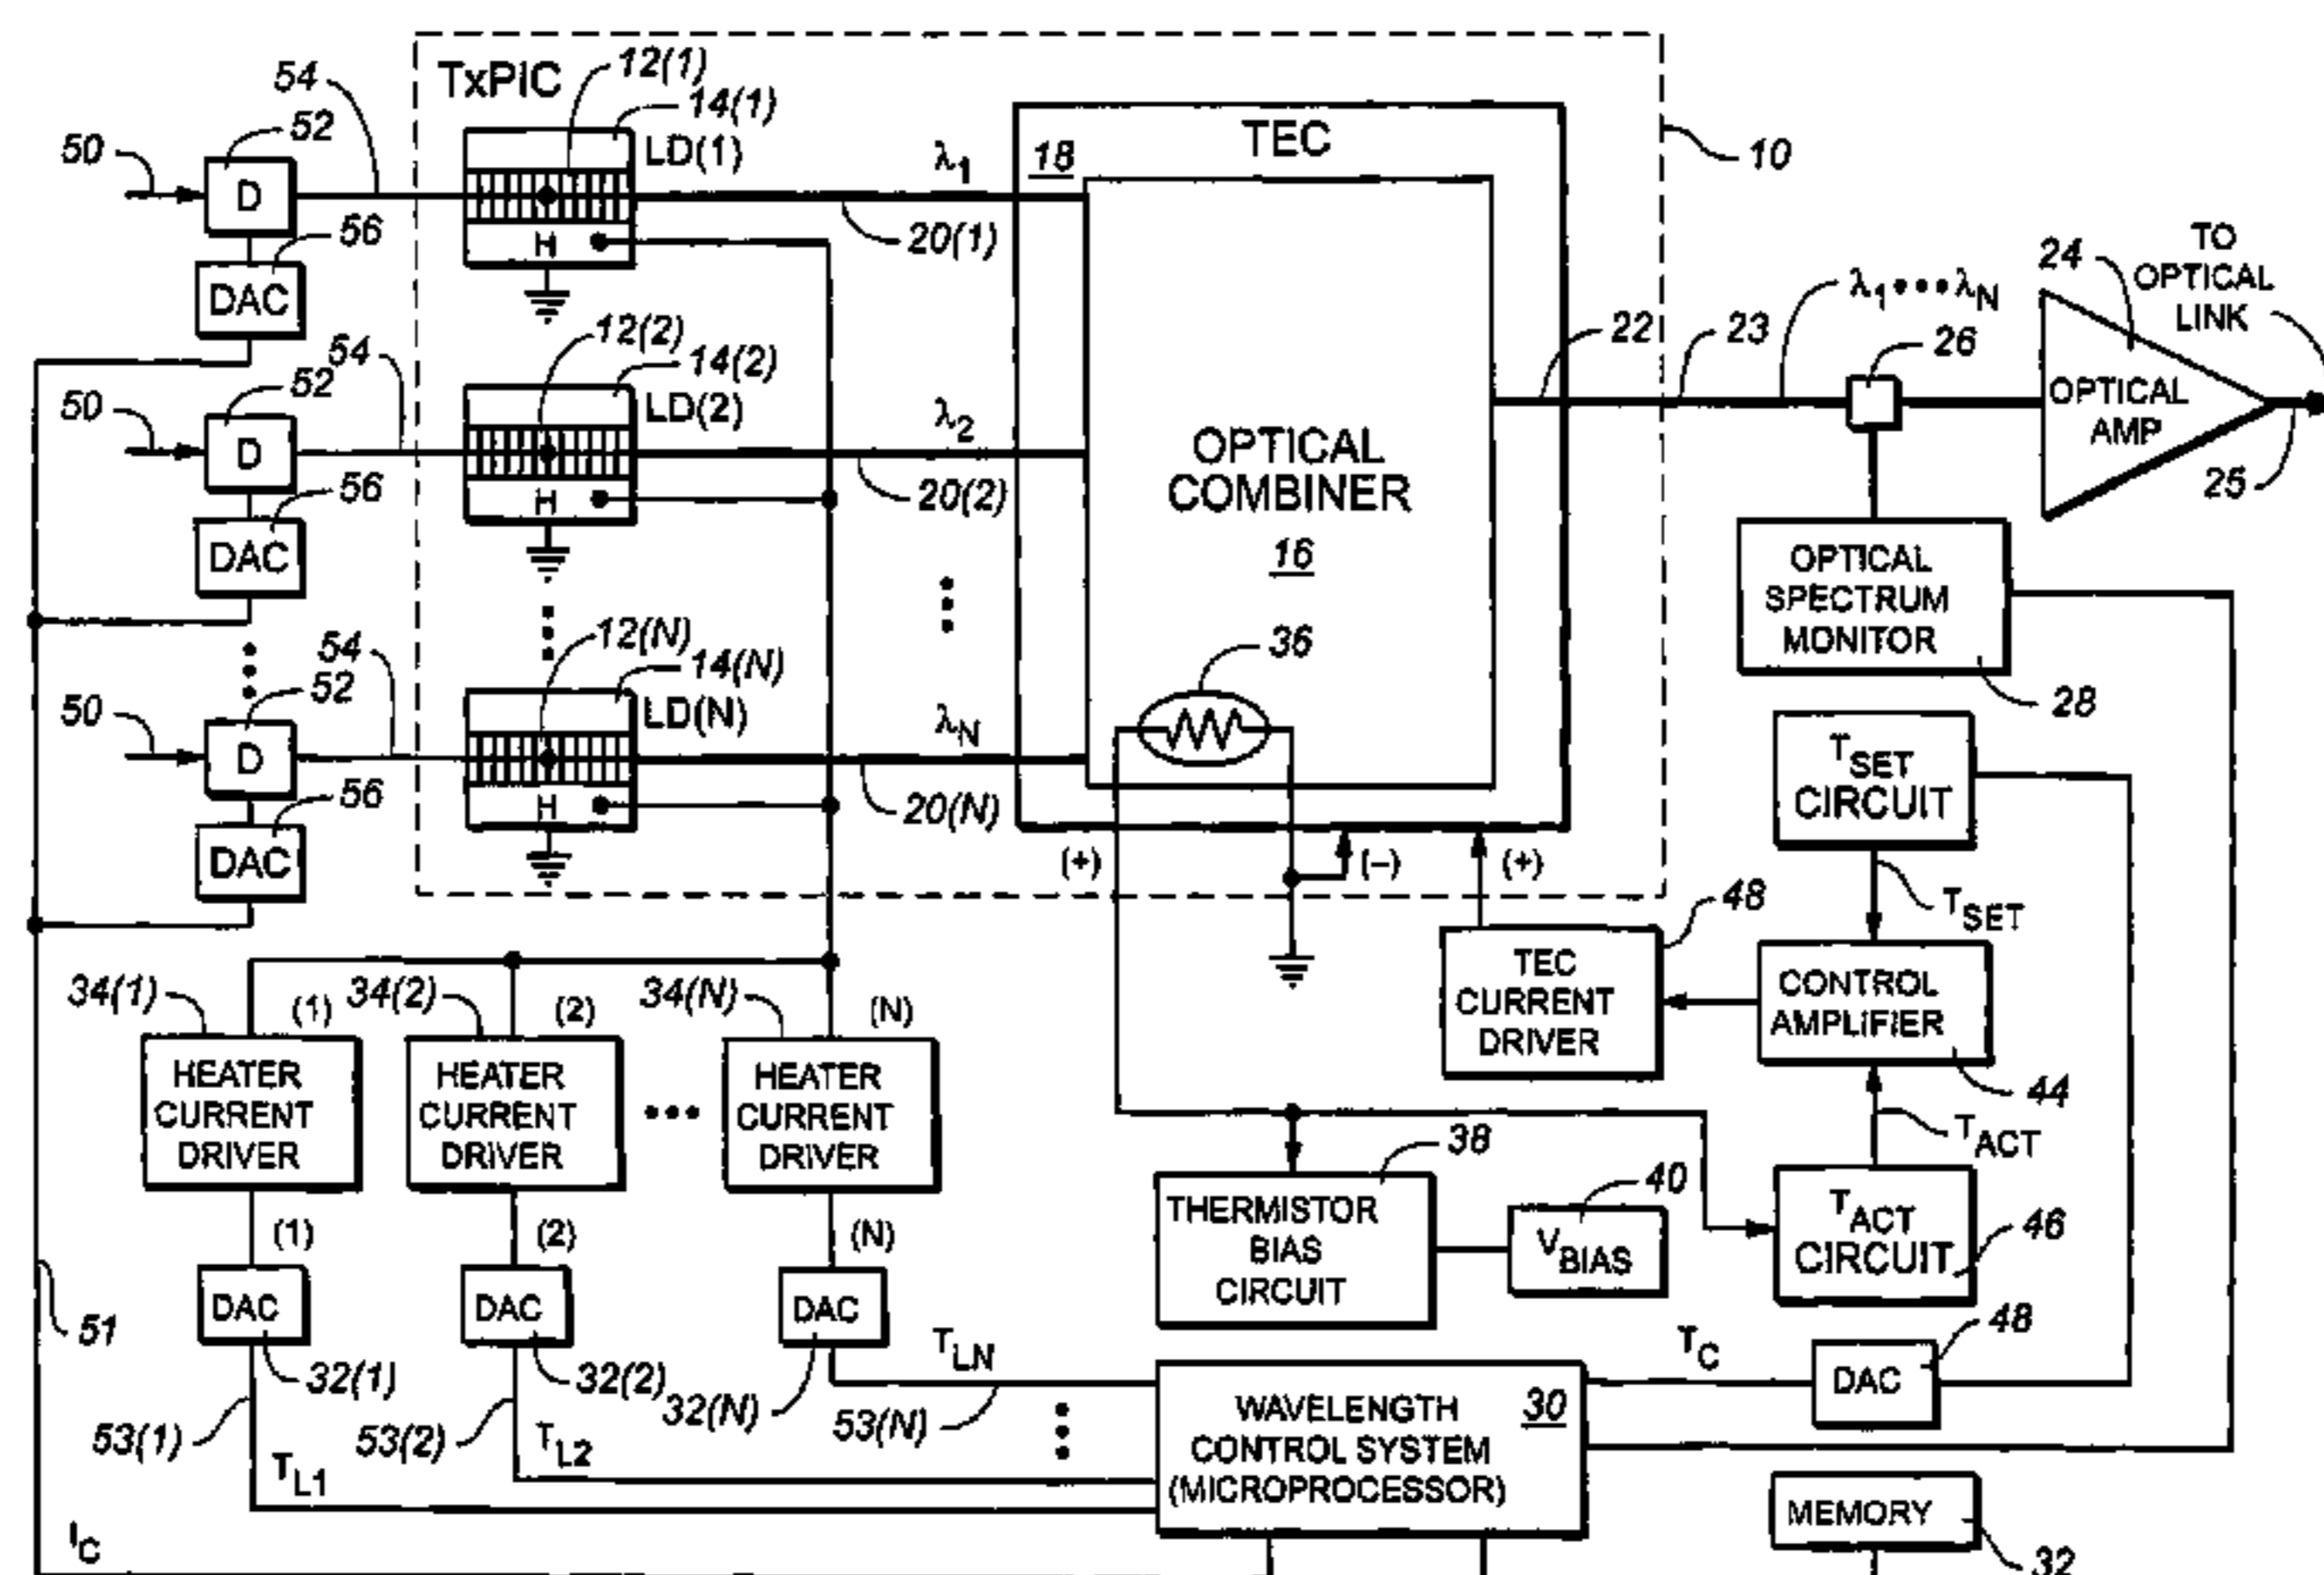 TxPIC
12(1)
14(1)
LD(1)
54
52
50
D
56
DAC
H
λ1
20(1)
18
TEC
10
12(2)
14(2)
LD(2)
54
52
50
D
56
DAC
H
λ2
20(2)
OPTICAL
COMBINER
16
22
23
λ1•••λN
26
24
TO
OPTICAL
LINK
OPTICAL
AMP
25
OPTICAL
SPECTRUM
MONITOR
28
12(N)
14(N)
LD(N)
54
52
50
D
56
DAC
H
λN
20(N)
36
(+)
(–)
(+)
TSET
CIRCUIT
TSET
48
TEC
CURRENT
DRIVER
CONTROL
AMPLIFIER
44
TACT
TACT
CIRCUIT
46
34(1)
(1)
34(2)
(2)
34(N)
(N)
HEATER
CURRENT
DRIVER
HEATER
CURRENT
DRIVER
•••
HEATER
CURRENT
DRIVER
38
THERMISTOR
BIAS
CIRCUIT
40
VBIAS
(1)
(2)
(N)
DAC
DAC
DAC
51
32(1)
32(2)
32(N)
53(1)
53(2)
53(N)
TL1
TL2
TLN
TC
48
DAC
WAVELENGTH
CONTROL SYSTEM
(MICROPROCESSOR)
30
MEMORY
32
IC